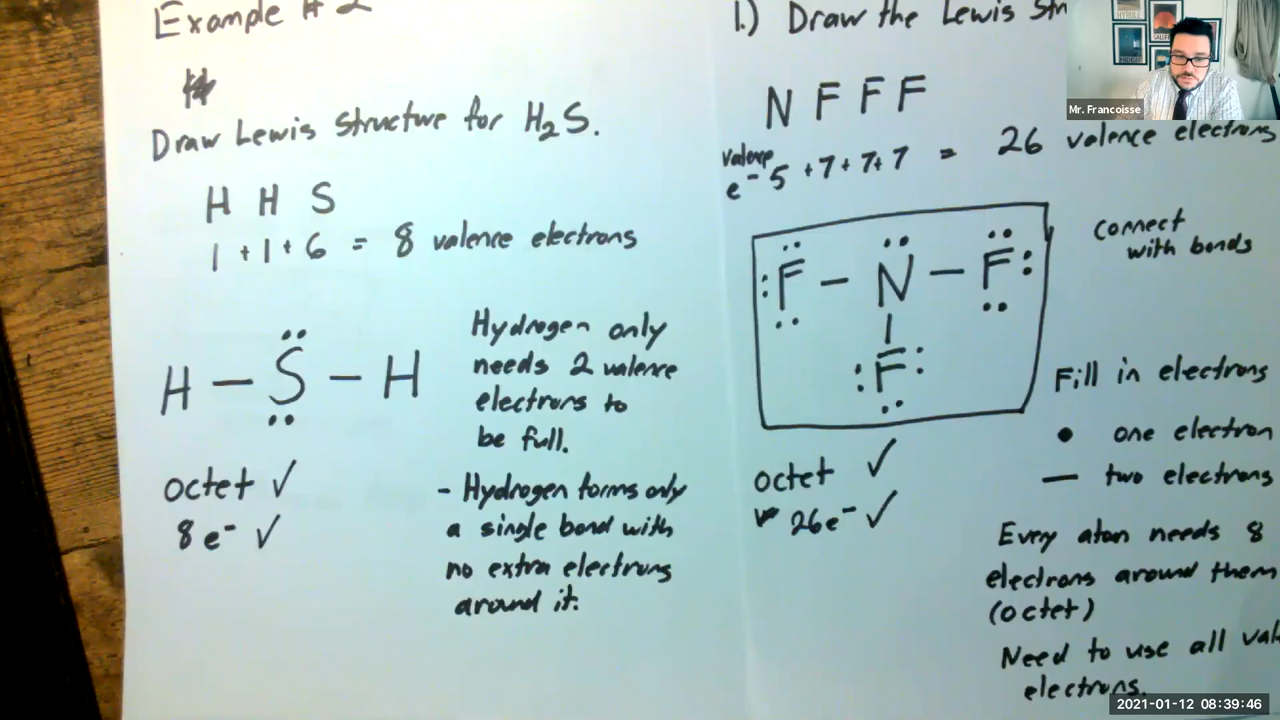 Example # 2
Draw Lewis Structure for H₂S.
H H S
1 + 1 + 6 = 8 valence electrons
H — S — H
Hydrogen only
needs 2 valence
electrons to
be full.
- Hydrogen forms only
a single bond with
no extra electrons
around it.
octet ✓
8 e⁻ ✓
1.) Draw the Lewis Str
N F F F
valence
e⁻ 5 + 7 + 7 + 7 = 26 valence electrons
connect
with bonds
F — N — F
|
F
octet ✓
26e⁻ ✓
Fill in electrons
• one electron
— two electrons
Every atom needs 8
electrons around them
(octet)
Need to use all val
electrons.
Mr. Francoisse
2021-01-12 08:39:46